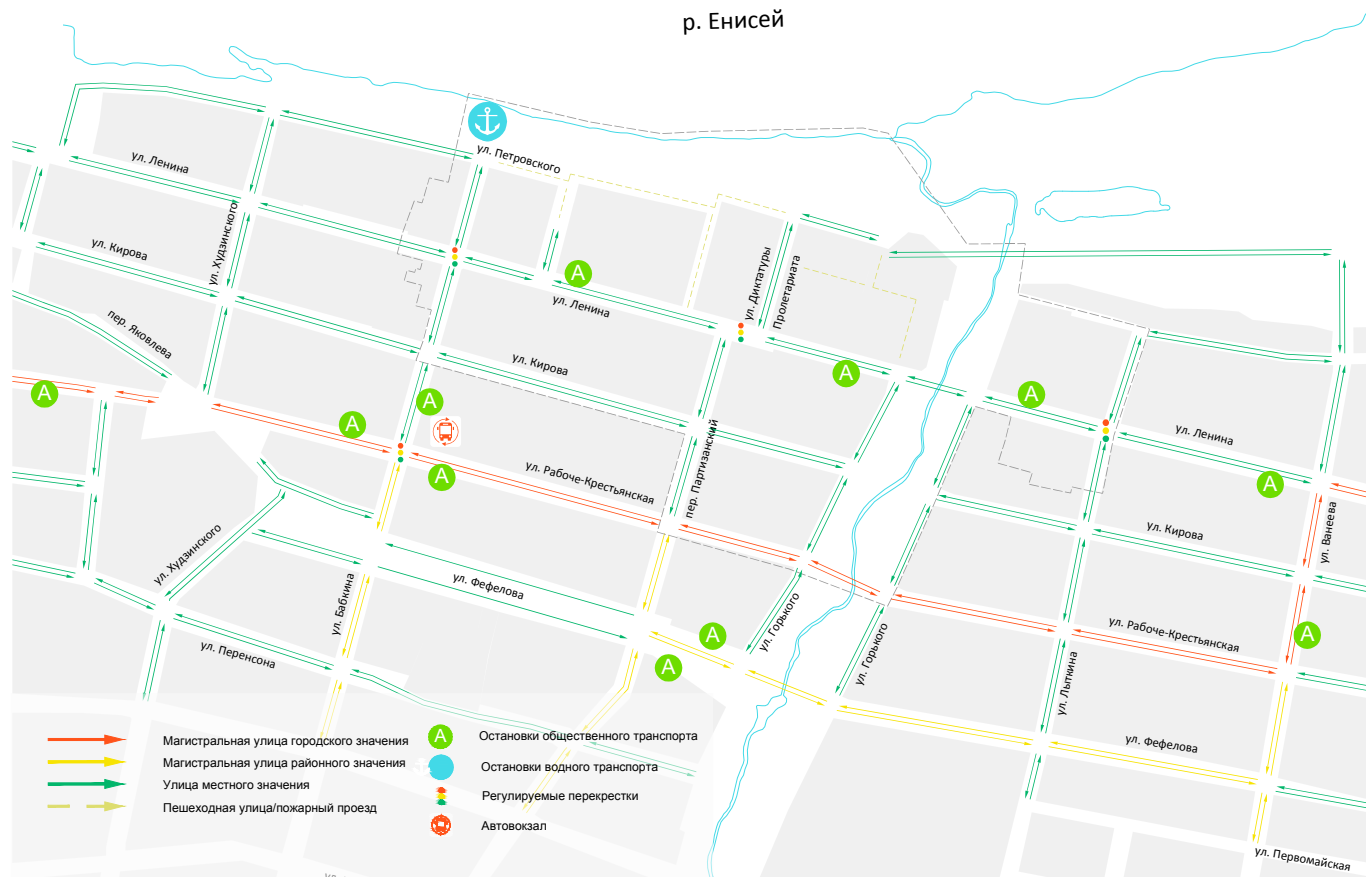 р. Енисей
ул. Ленина
ул. Петровского
ул. Худзинского
ул. Кирова
пер. Яковлева
А
ул. Ленина
ул. Диктатуры
Пролетариата
А
ул. Кирова
А
А
А
А
ул. Рабоче-Крестьянская
пер. Партизанский
А
ул. Ленина
А
ул. Кирова
ул. Ванеева
ул. Худзинского
ул. Бабкина
ул. Фефелова
ул. Перенсона
А
А
ул. Горького
ул. Горького
ул. Рабоче-Крестьянская
А
ул. Лыткина
ул. Фефелова
ул. Первомайская
Магистральная улица городского значения
Магистральная улица районного значения
Улица местного значения
Пешеходная улица/пожарный проезд
А
Остановки общественного транспорта
Остановки водного транспорта
Регулируемые перекрестки
Автовокзал
ул.